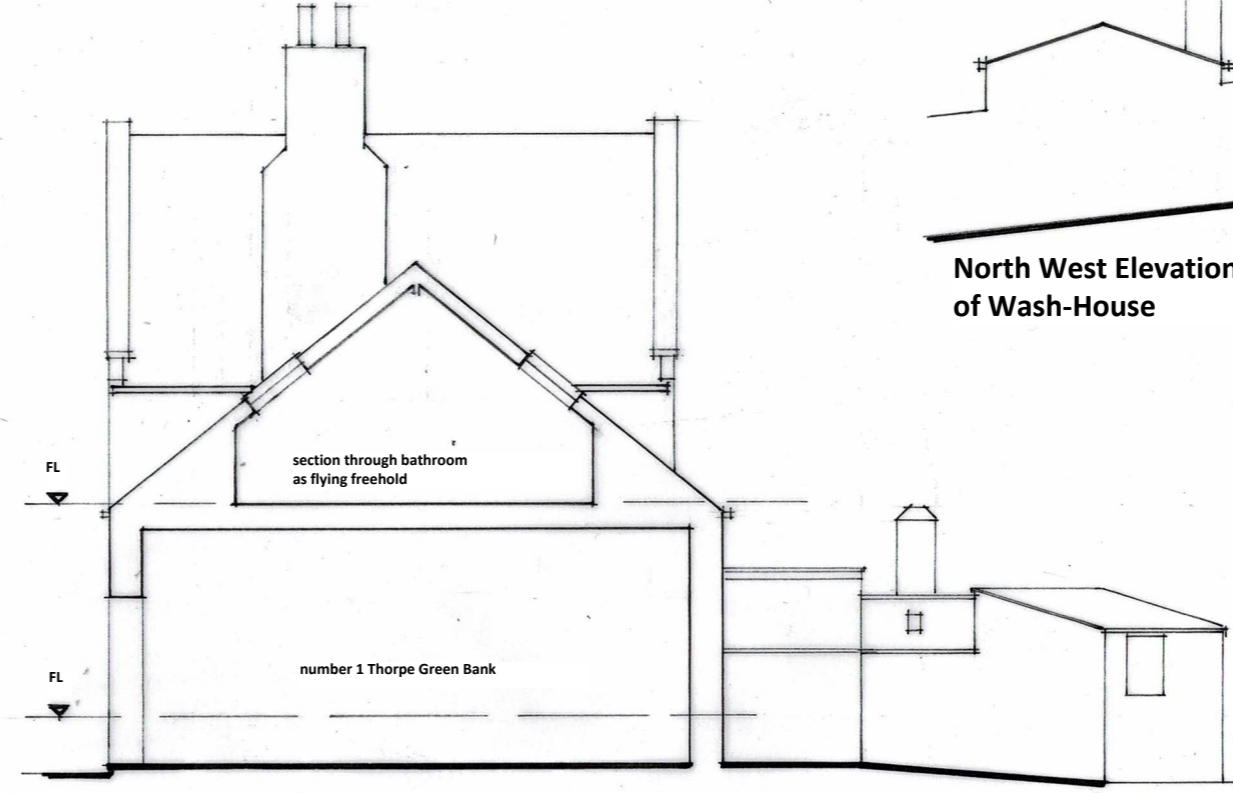 North West Elevation
of Wash-House
FL
section through bathroom
as flying freehold
FL
number 1 Thorpe Green Bank